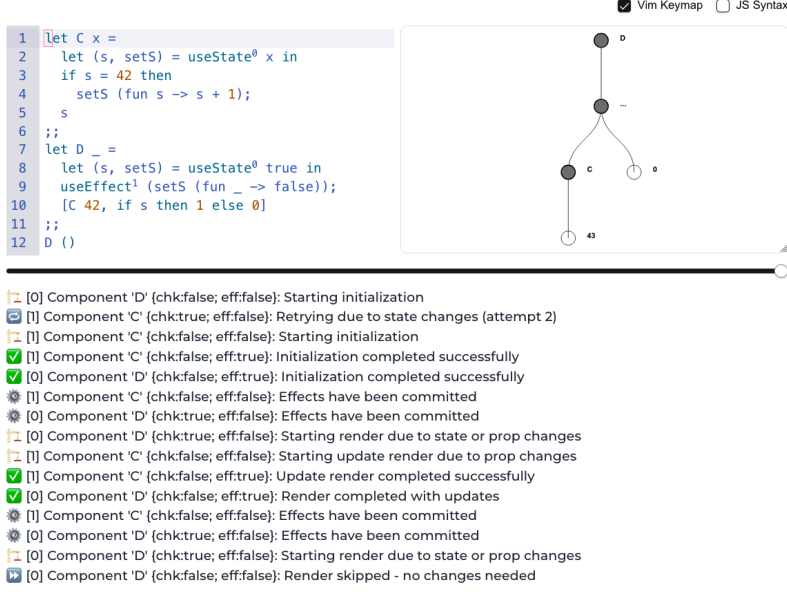 Vim Keymap JS Syntax
1 let C x =
2 let (s, setS) = useState⁰ x in
3 if s = 42 then
4 setS (fun s -> s + 1);
5 s
6 ;;
7 let D _ =
8 let (s, setS) = useState⁰ true in
9 useEffect¹ (setS (fun _ -> false));
10 [C 42, if s then 1 else 0]
11 ;;
12 D ()
D
...
C 0
43
[0] Component 'D' {chk:false; eff:false}: Starting initialization
[1] Component 'C' {chk:true; eff:false}: Retrying due to state changes (attempt 2)
[1] Component 'C' {chk:false; eff:false}: Starting initialization
[1] Component 'C' {chk:false; eff:true}: Initialization completed successfully
[0] Component 'D' {chk:false; eff:true}: Initialization completed successfully
[1] Component 'C' {chk:false; eff:false}: Effects have been committed
[0] Component 'D' {chk:true; eff:false}: Effects have been committed
[0] Component 'D' {chk:true; eff:false}: Starting render due to state or prop changes
[1] Component 'C' {chk:false; eff:false}: Starting update render due to prop changes
[1] Component 'C' {chk:false; eff:true}: Update render completed successfully
[0] Component 'D' {chk:false; eff:true}: Render completed with updates
[1] Component 'C' {chk:false; eff:false}: Effects have been committed
[0] Component 'D' {chk:true; eff:false}: Effects have been committed
[0] Component 'D' {chk:true; eff:false}: Starting render due to state or prop changes
[0] Component 'D' {chk:false; eff:false}: Render skipped - no changes needed